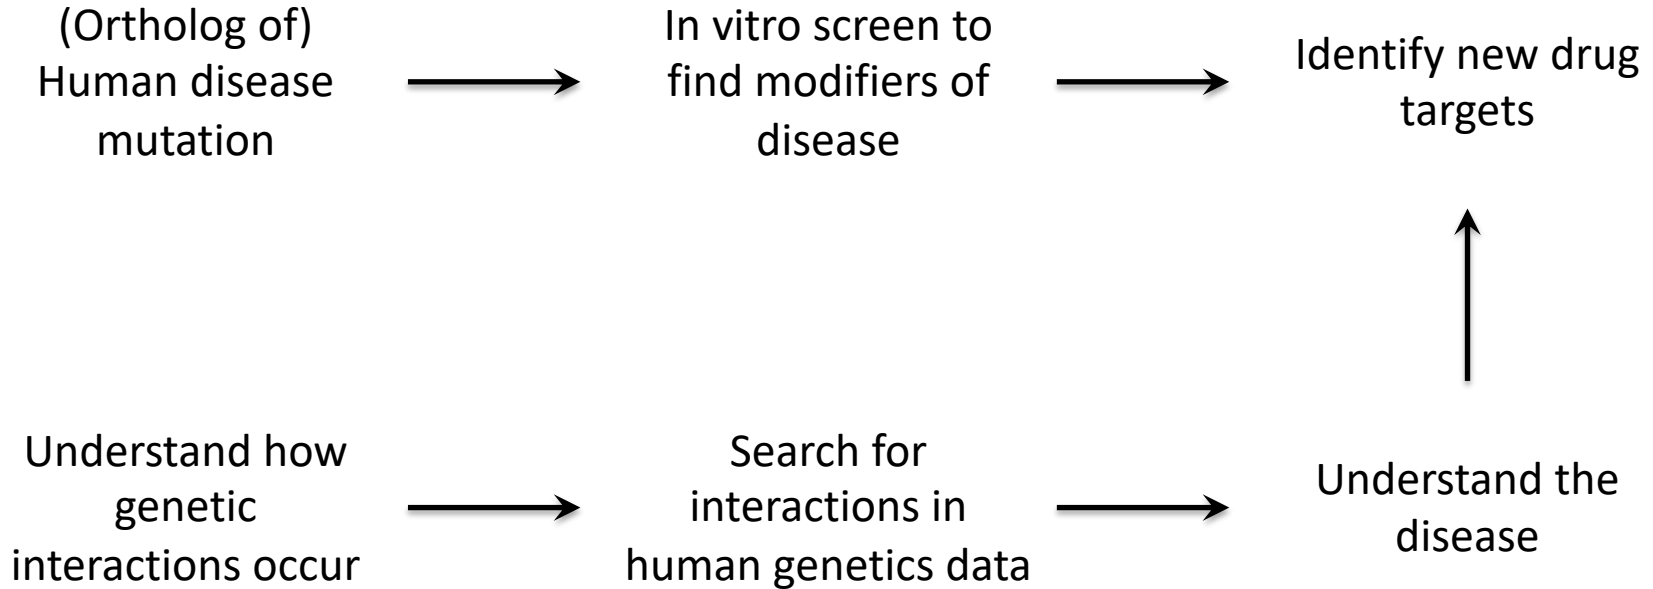 (Ortholog of)
Human disease
mutation
In vitro screen to
find modifiers of
disease
Identify new drug
targets
Understand how
genetic
interactions occur
Search for
interactions in
human genetics data
Understand the
disease